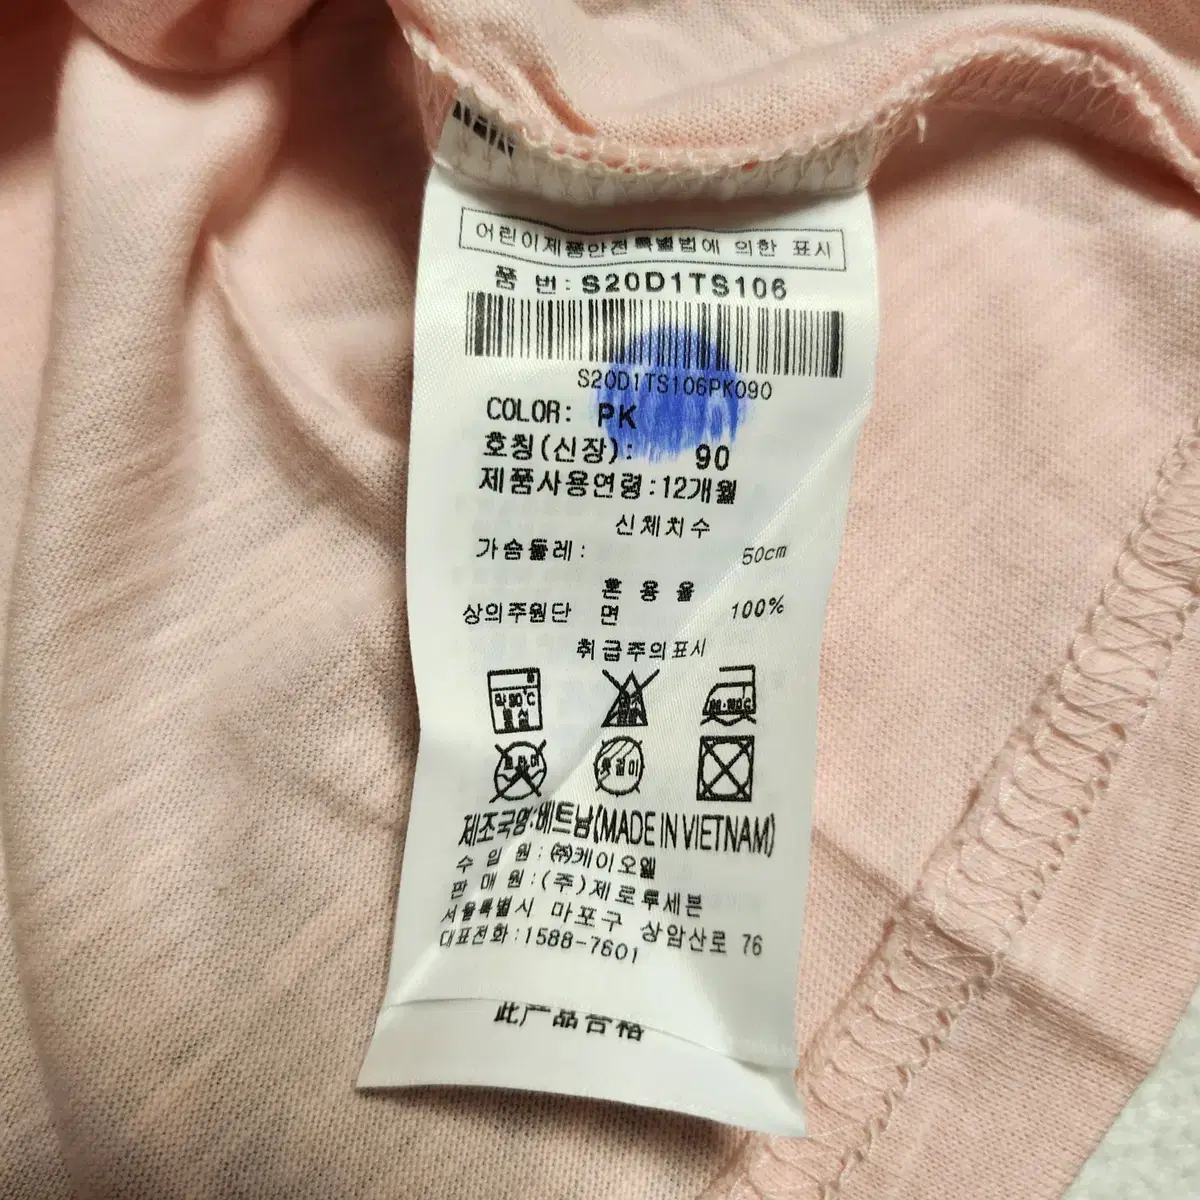 어린이제품안전특별법에 의한 표시
품 번: S20D1TS106
S20D1TS106PK090
COLOR: PK
호칭(신장): 90
제품사용연령:12개월
신체치수
가슴둘레: 50cm
혼용율
상의주원단 면 100%
취급주의표시
옷걸이
제조국명:베트남(MADE IN VIETNAM)
수 입 원:㈜케이오엘
판 매 원:(주)제로투세븐
서울특별시 마포구 상암산로 76
대표전화:1588-7601
此产品合格